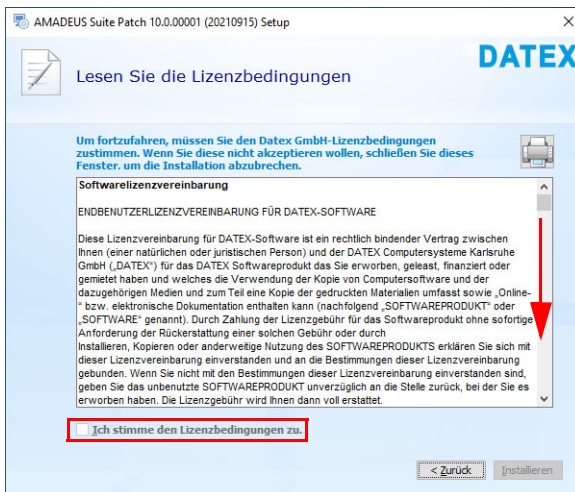 AMADEUS Suite Patch 10.0.00001 (20210915) Setup
DATEX
Lesen Sie die Lizenzbedingungen
Um fortzufahren, müssen Sie den Datex GmbH-Lizenzbedingungen
zustimmen. Wenn Sie diese nicht akzeptieren wollen, schließen Sie dieses
Fenster. um die Installation abzubrechen.
Softwarelizenzvereinbarung
ENDBENUTZERLIZENZVEREINBARUNG FÜR DATEX-SOFTWARE
Diese Lizenzvereinbarung für DATEX-Software ist ein rechtlich bindender Vertrag zwischen
Ihnen (einer natürlichen oder juristischen Person) und der DATEX Computersysteme Karlsruhe
GmbH („DATEX") für das DATEX Softwareprodukt das Sie erworben, geleast, finanziert oder
gemietet haben und welches die Verwendung der Kopie von Computersoftware und der
dazugehörigen Medien und zum Teil eine Kopie der gedruckten Materialien umfasst sowie „Online-
" bzw. elektronische Dokumentation enthalten kann (nachfolgend „SOFTWAREPRODUKT" oder
„SOFTWARE" genannt). Durch Zahlung der Lizenzgebühr für das Softwareprodukt ohne sofortige
Anforderung der Rückerstattung einer solchen Gebühr oder durch
Installieren, Kopieren oder anderweitige Nutzung des SOFTWAREPRODUKTS erklären Sie sich mit
dieser Lizenzvereinbarung einverstanden und an die Bestimmungen dieser Lizenzvereinbarung
gebunden. Wenn Sie nicht mit den Bestimmungen dieser Lizenzvereinbarung einverstanden sind,
geben Sie das unbenutzte SOFTWAREPRODUKT unverzüglich an die Stelle zurück, bei der Sie es
erworben haben. Die Lizenzgebühr wird Ihnen dann voll erstattet.
Ich stimme den Lizenzbedingungen zu.
< Zurück
Installieren